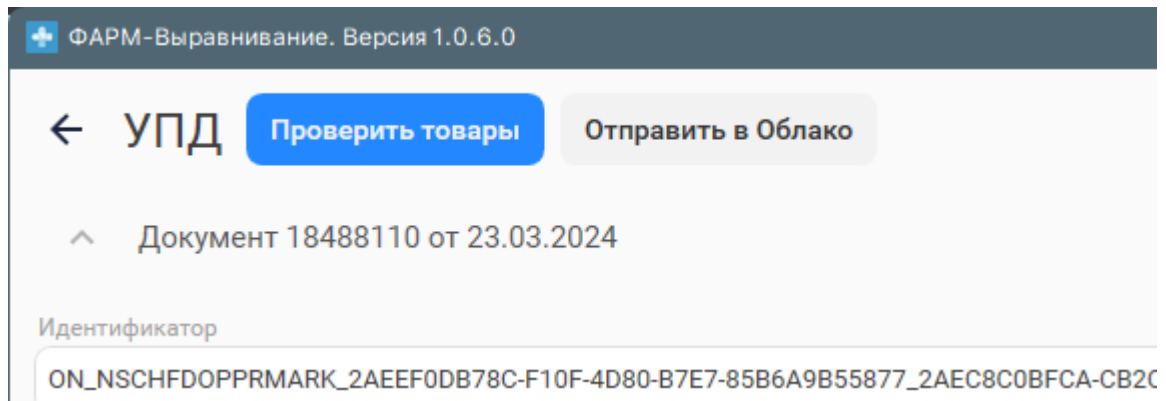 ФАРМ-Выравнивание. Версия 1.0.6.0
УПД Проверить товары Отправить в Облако
Документ 18488110 от 23.03.2024
Идентификатор
ON_NSCHFDOPPRMARK_2AEEF0DB78C-F10F-4D80-B7E7-85B6A9B55877_2AEC8C0BFCA-CB2C